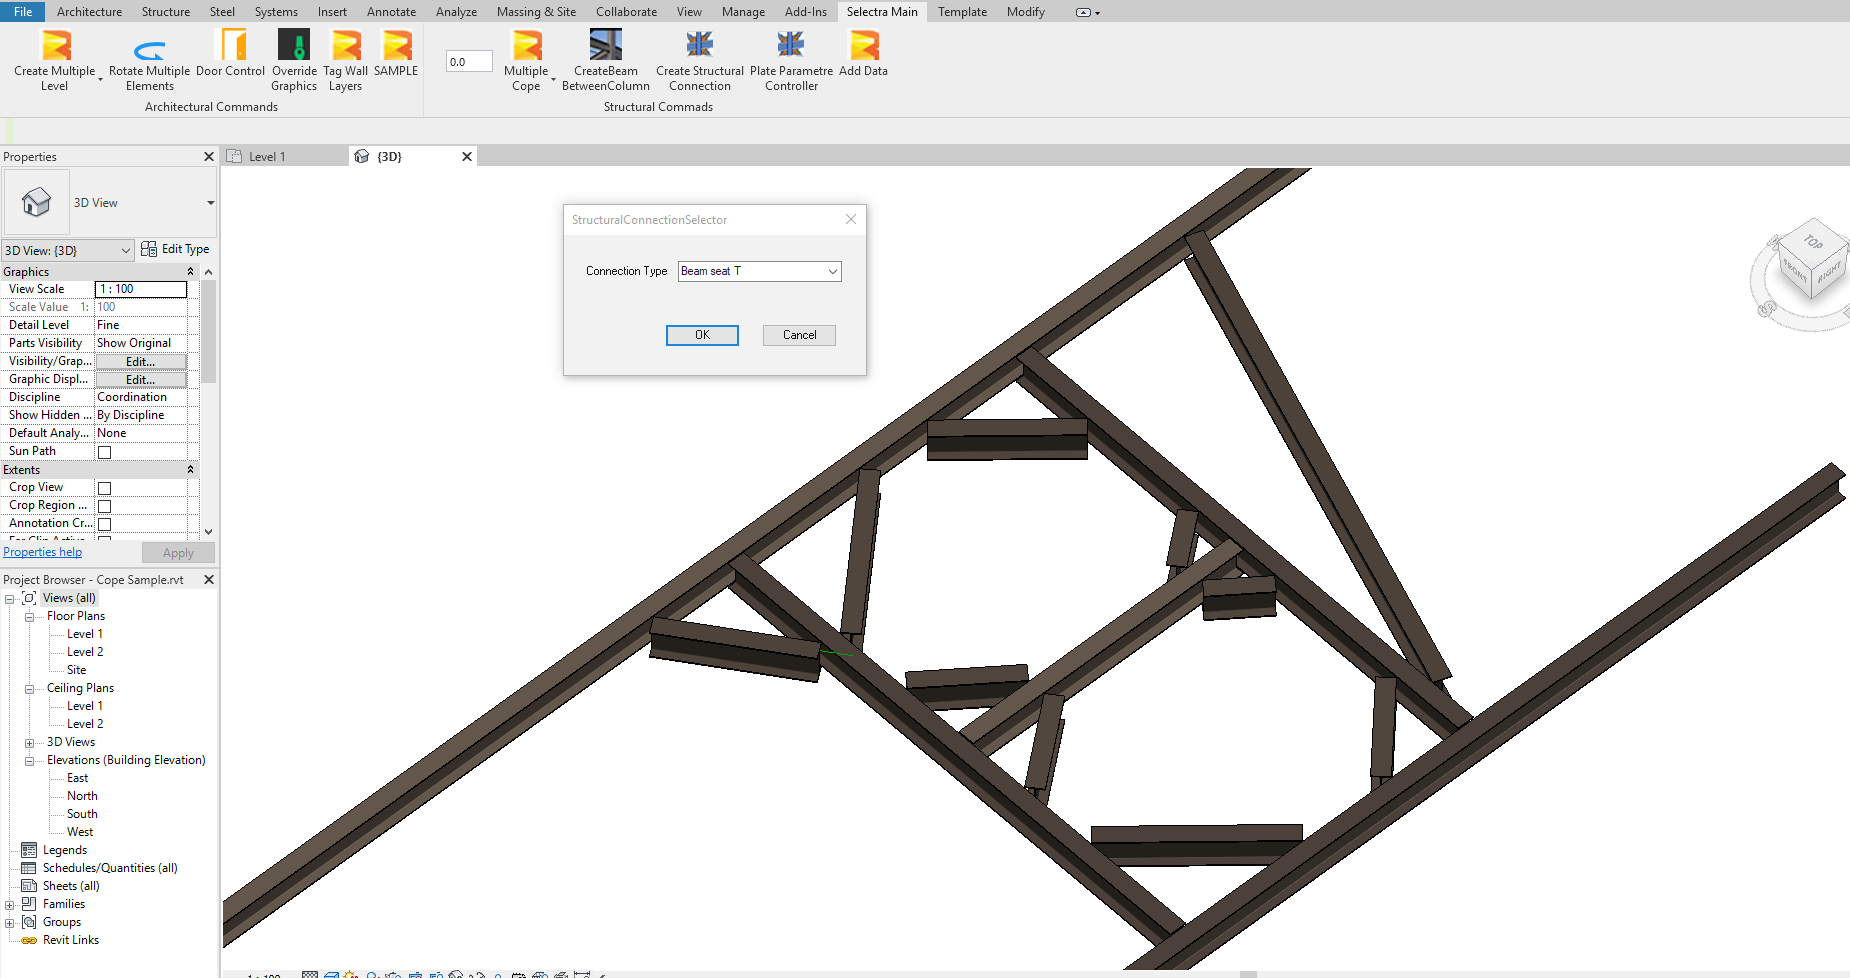 File Architecture Structure Steel Systems Insert Annotate Analyze Massing & Site Collaborate View Manage Add-Ins Selectra Main Template Modify
Create Multiple Level
Rotate Multiple Elements
Door Control
Override Graphics
Tag Wall Layers
SAMPLE
0.0
Multiple Cope
CreateBeam BetweenColumn
Create Structural Connection
Plate Parametre Controller
Add Data
Architectural Commands
Structural Commads
Properties
Level 1
{3D}
3D View
3D View: {3D}
Edit Type
Graphics
View Scale 1 : 100
Scale Value 1: 100
Detail Level Fine
Parts Visibility Show Original
Visibility/Grap... Edit...
Graphic Displ... Edit...
Discipline Coordination
Show Hidden ... By Discipline
Default Analy... None
Sun Path
Extents
Crop View
Crop Region ...
Annotation Cr...
Properties help
Apply
Project Browser - Cope Sample.rvt
Views (all)
Floor Plans
Level 1
Level 2
Site
Ceiling Plans
Level 1
Level 2
3D Views
Elevations (Building Elevation)
East
North
South
West
Legends
Schedules/Quantities (all)
Sheets (all)
Families
Groups
Revit Links
StructuralConnectionSelector
Connection Type Beam seat T
OK
Cancel
TOP
FRONT
RIGHT
1 : 100